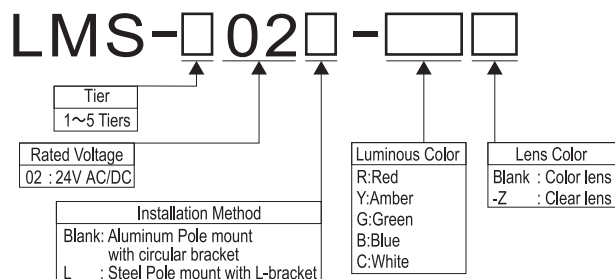 LMS-□02□-□□
Tier
1~5 Tiers
Rated Voltage
02 : 24V AC/DC
Installation Method
Blank: Aluminum Pole mount
with circular bracket
L : Steel Pole mount with L-bracket
Luminous Color
R:Red
Y:Amber
G:Green
B:Blue
C:White
Lens Color
Blank : Color lens
-Z : Clear lens